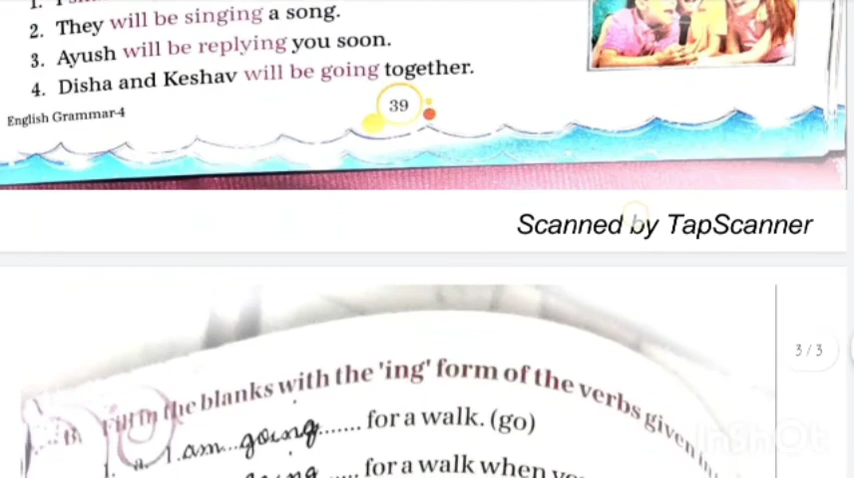 2. They will be singing a song.
3. Ayush will be replying you soon.
4. Disha and Keshav will be going together.
English Grammar-4
39
Scanned by TapScanner
3 / 3
B. Fill in the blanks with the 'ing' form of the verbs given in
1. a. I am going for a walk. (go)
for a walk when
InShOt